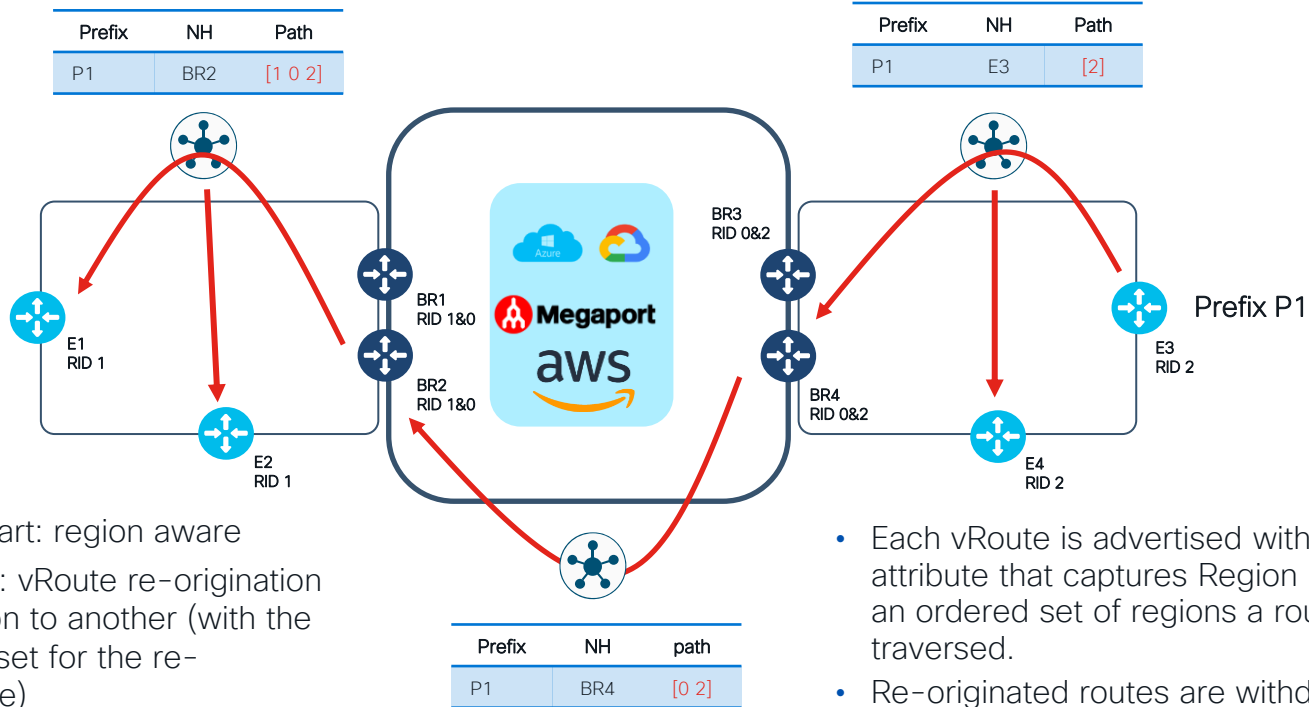 Prefix NH Path
P1 BR2 [1 0 2]
Prefix NH Path
P1 E3 [2]
BR3
RID 0&2
Azure
BR1
RID 1&0
Megaport
Prefix P1
E1
RID 1
aws
E3
RID 2
BR2
RID 1&0
BR4
RID 0&2
E2
RID 1
E4
RID 2
art: region aware
: vRoute re-origination
on to another (with the
set for the re-
e)
Prefix NH path
P1 BR4 [0 2]
• Each vRoute is advertised with
attribute that captures Region
an ordered set of regions a rou
traversed.
• Re-originated routes are withd